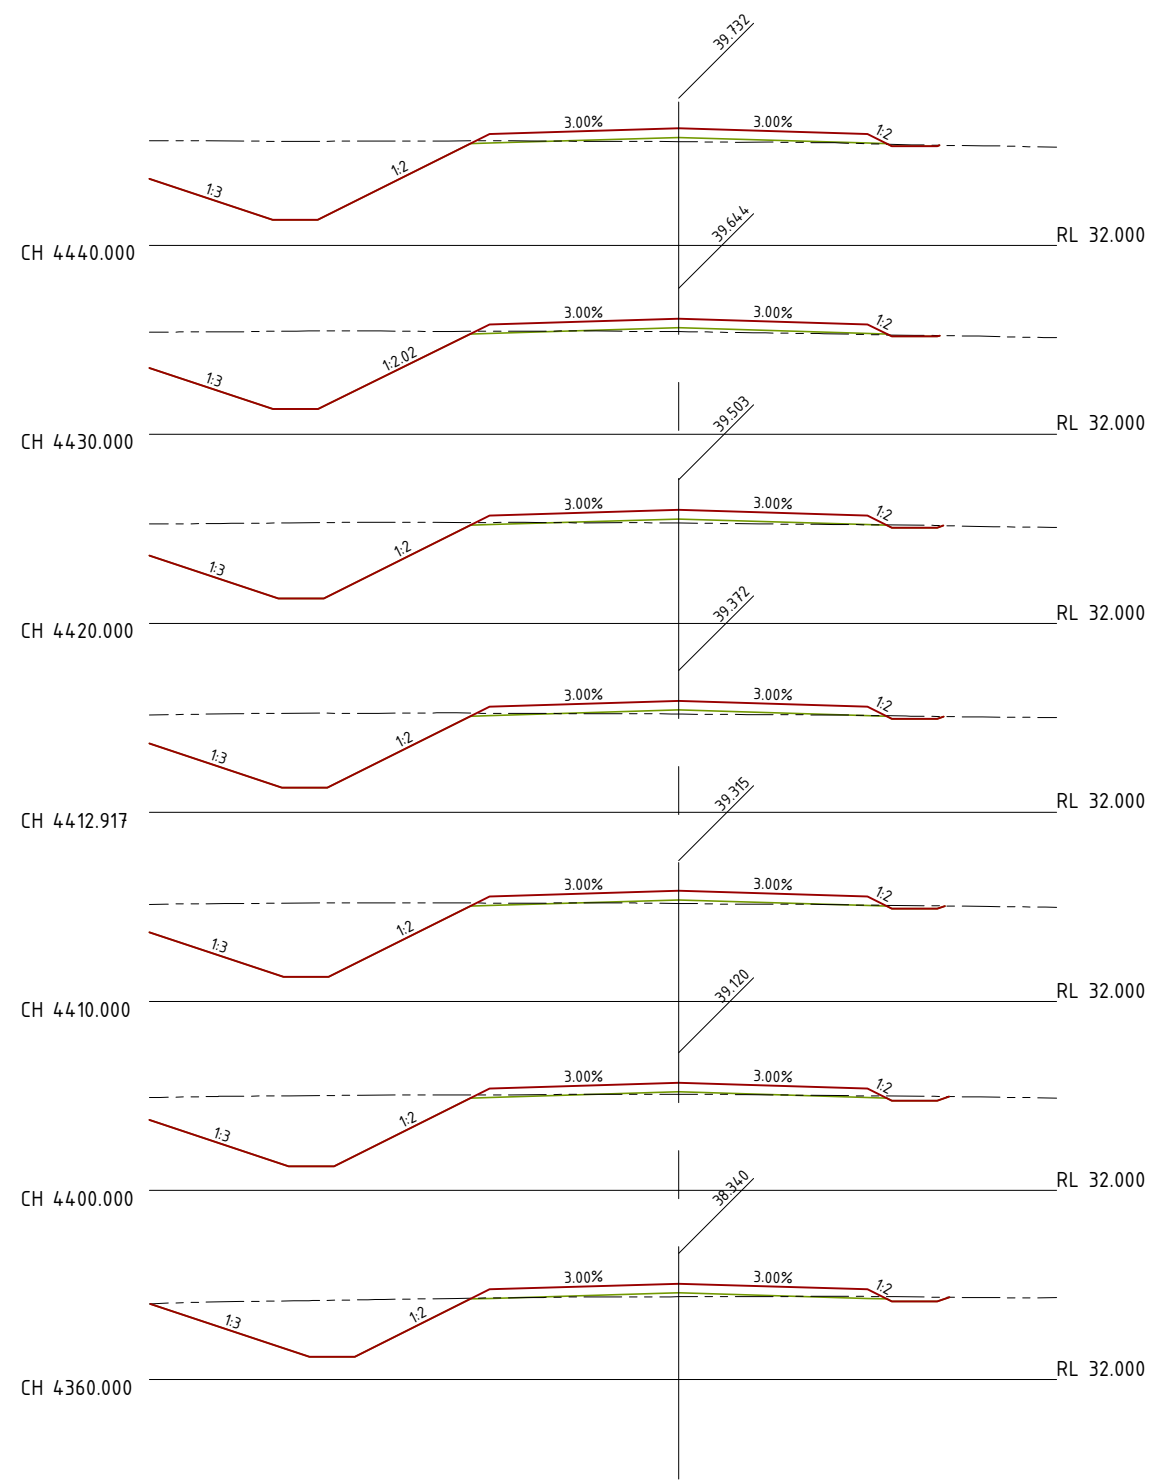 39.732
3.00% 3.00% 1:2
1:3 1:2
CH 4440.000 RL 32.000
39.644
3.00% 3.00% 1:2
1:3 1:2.02
CH 4430.000 RL 32.000
39.503
3.00% 3.00% 1:2
1:3 1:2
CH 4420.000 RL 32.000
39.372
3.00% 3.00% 1:2
1:3 1:2
CH 4412.917 RL 32.000
39.315
3.00% 3.00% 1:2
1:3 1:2
CH 4410.000 RL 32.000
39.120
3.00% 3.00% 1:2
1:3 1:2
CH 4400.000 RL 32.000
38.340
3.00% 3.00% 1:2
1:3 1:2
CH 4360.000 RL 32.000